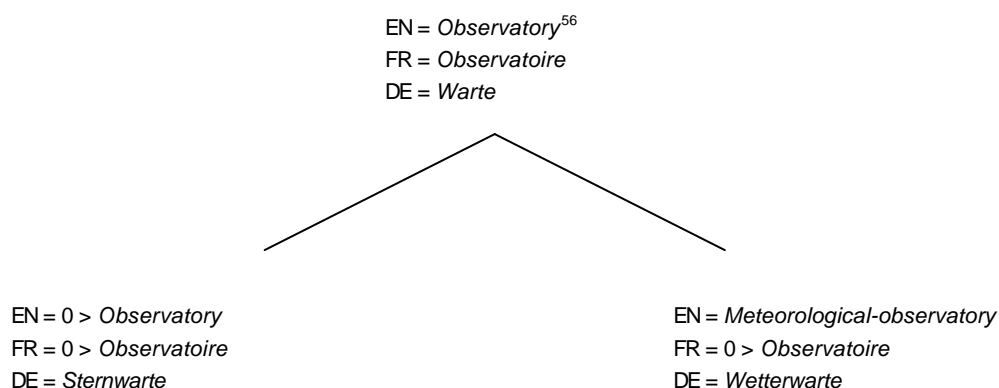 EN = Observatory56
FR = Observatoire
DE = Warte
EN = 0 > Observatory
FR = 0 > Observatoire
DE = Sternwarte
EN = Meteorological-observatory
FR = 0 > Observatoire
DE = Wetterwarte